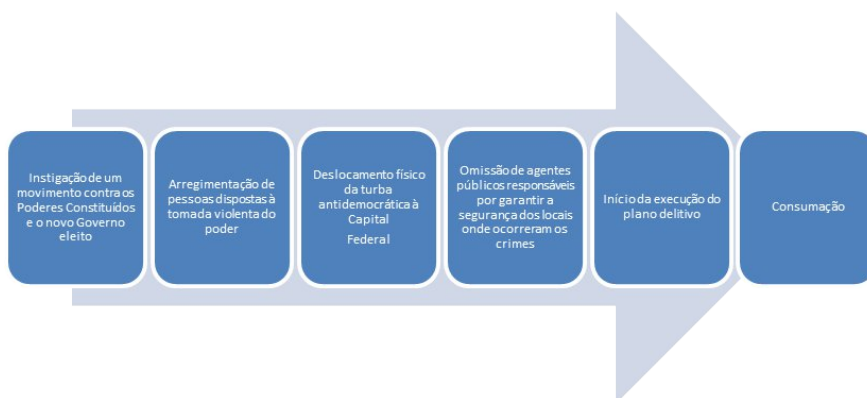 Instigação de um
movimento contra os
Poderes Constituídos
e o novo Governo
eleito
Arregimentação de
pessoas dispostas à
tomada violenta do
poder
Deslocamento físico
da turba
antidemocrática à
Capital
Federal
Omissão de agentes
públicos responsáveis
por garantir a
segurança dos locais
onde ocorreram os
crimes
Início da execução do
plano delitivo
Consumação